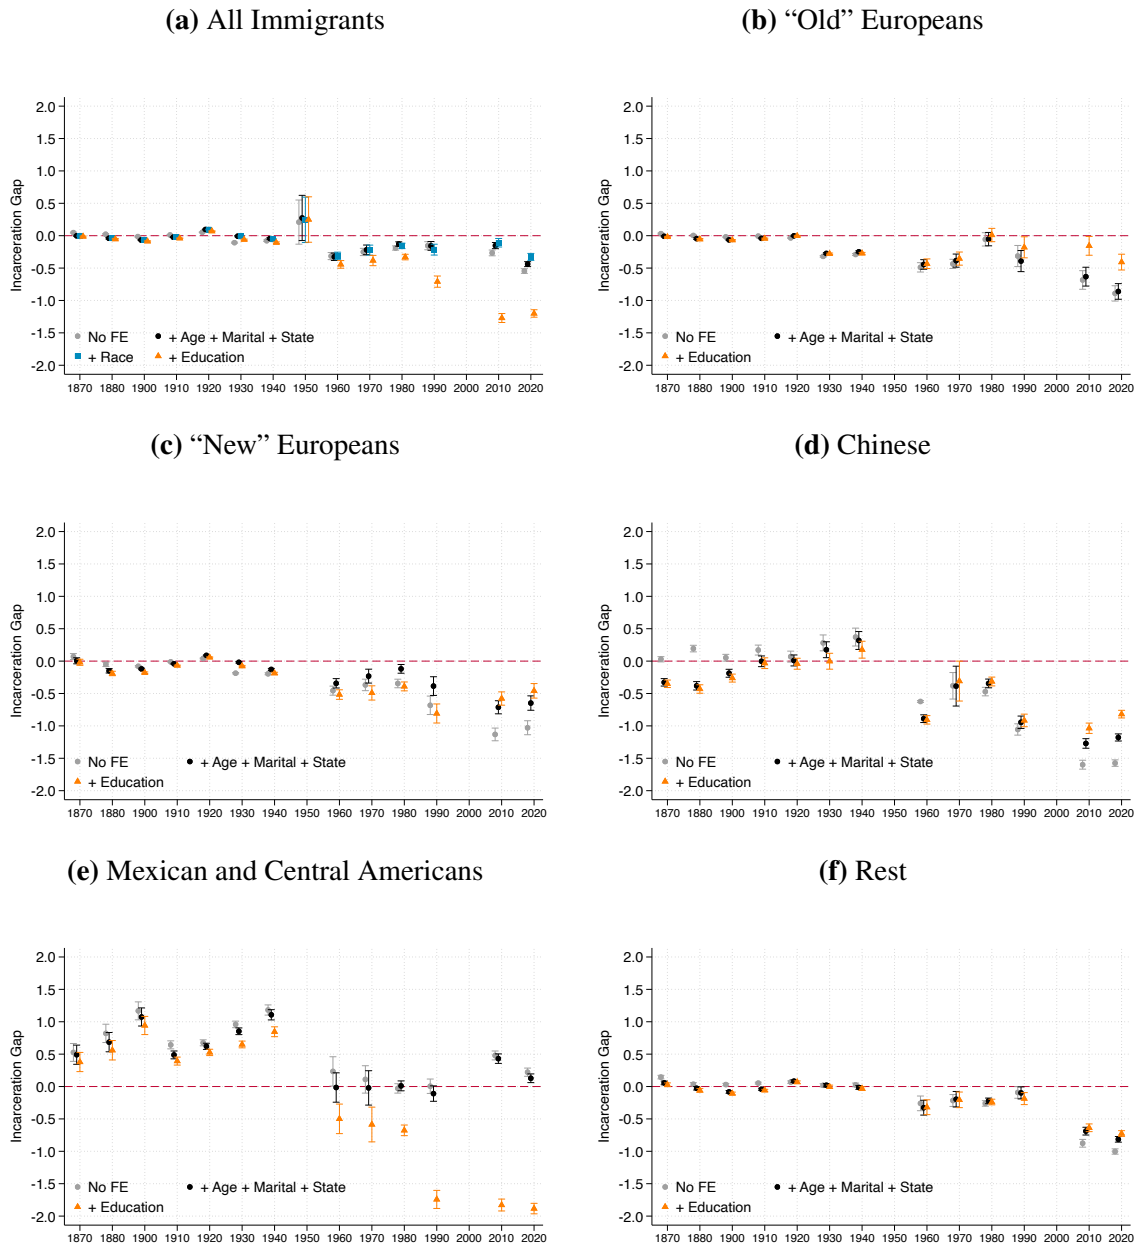 (a) All Immigrants
Incarceration Gap
2.0
1.5
1.0
0.5
0.0
-0.5
-1.0
-1.5
-2.0
No FE
+ Age + Marital + State
+ Race
+ Education
1870 1880 1890 1900 1910 1920 1930 1940 1950 1960 1970 1980 1990 2000 2010 2020
(b) “Old” Europeans
Incarceration Gap
2.0
1.5
1.0
0.5
0.0
-0.5
-1.0
-1.5
-2.0
No FE
+ Age + Marital + State
+ Education
1870 1880 1900 1910 1920 1930 1940 1950 1960 1970 1980 1990 2000 2010 2020
(c) “New” Europeans
Incarceration Gap
2.0
1.5
1.0
0.5
0.0
-0.5
-1.0
-1.5
-2.0
No FE
+ Age + Marital + State
+ Education
1870 1880 1900 1910 1920 1930 1940 1950 1960 1970 1980 1990 2000 2010 2020
(d) Chinese
Incarceration Gap
2.0
1.5
1.0
0.5
0.0
-0.5
-1.0
-1.5
-2.0
No FE
+ Age + Marital + State
+ Education
1870 1880 1900 1910 1920 1930 1940 1950 1960 1970 1980 1990 2000 2010 2020
(e) Mexican and Central Americans
Incarceration Gap
2.0
1.5
1.0
0.5
0.0
-0.5
-1.0
-1.5
-2.0
No FE
+ Age + Marital + State
+ Education
1870 1880 1900 1910 1920 1930 1940 1950 1960 1970 1980 1990 2000 2010 2020
(f) Rest
Incarceration Gap
2.0
1.5
1.0
0.5
0.0
-0.5
-1.0
-1.5
-2.0
No FE
+ Age + Marital + State
+ Education
1870 1880 1900 1910 1920 1930 1940 1950 1960 1970 1980 1990 2000 2010 2020